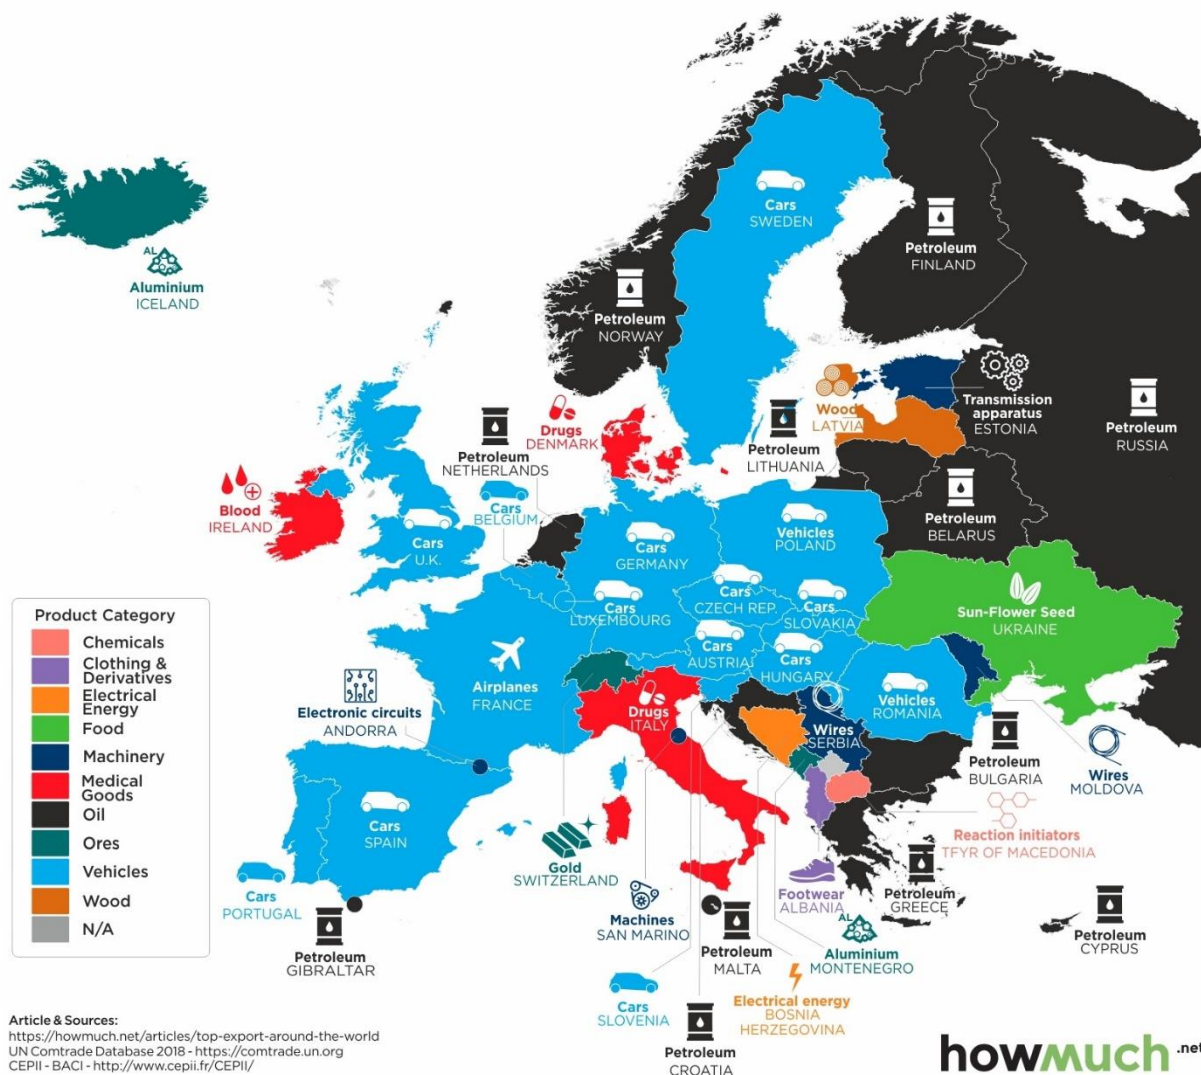 Cars
SWEDEN
Petroleum
FINLAND
AL
Aluminium
ICELAND
Petroleum
NORWAY
Petroleum
RUSSIA
Transmission
apparatus
ESTONIA
Wood
LATVIA
Drugs
DENMARK
Petroleum
NETHERLANDS
Petroleum
LITHUANIA
Blood
IRELAND
Cars
BELGIUM
Cars
U.K.
Cars
GERMANY
Vehicles
POLAND
Petroleum
BELARUS
Cars
LUXEMBOURG
Cars
CZECH REP.
Cars
SLOVAKIA
Sun-Flower Seed
UKRAINE
Cars
AUSTRIA
Cars
HUNGARY
Airplanes
FRANCE
Vehicles
ROMANIA
Drugs
ITALY
Wires
SERBIA
Electronic circuits
ANDORRA
Petroleum
BULGARIA
Wires
MOLDOVA
Cars
SPAIN
Reaction initiators
TFYR OF MACEDONIA
Gold
SWITZERLAND
Cars
PORTUGAL
Footwear
ALBANIA
Petroleum
GREECE
Machines
SAN MARINO
Petroleum
MALTA
AL
Aluminium
MONTENEGRO
Petroleum
CYPRUS
Petroleum
GIBRALTAR
Cars
SLOVENIA
Electrical energy
BOSNIA
HERZEGOVINA
Petroleum
CROATIA
Product Category
Chemicals
Clothing &
Derivatives
Electrical
Energy
Food
Machinery
Medical
Goods
Oil
Ores
Vehicles
Wood
N/A
Article & Sources:
https://howmuch.net/articles/top-export-around-the-world
UN Comtrade Database 2018 - https://comtrade.un.org
CEPII - BACI - http://www.cepii.fr/CEPII/
howmuch.net